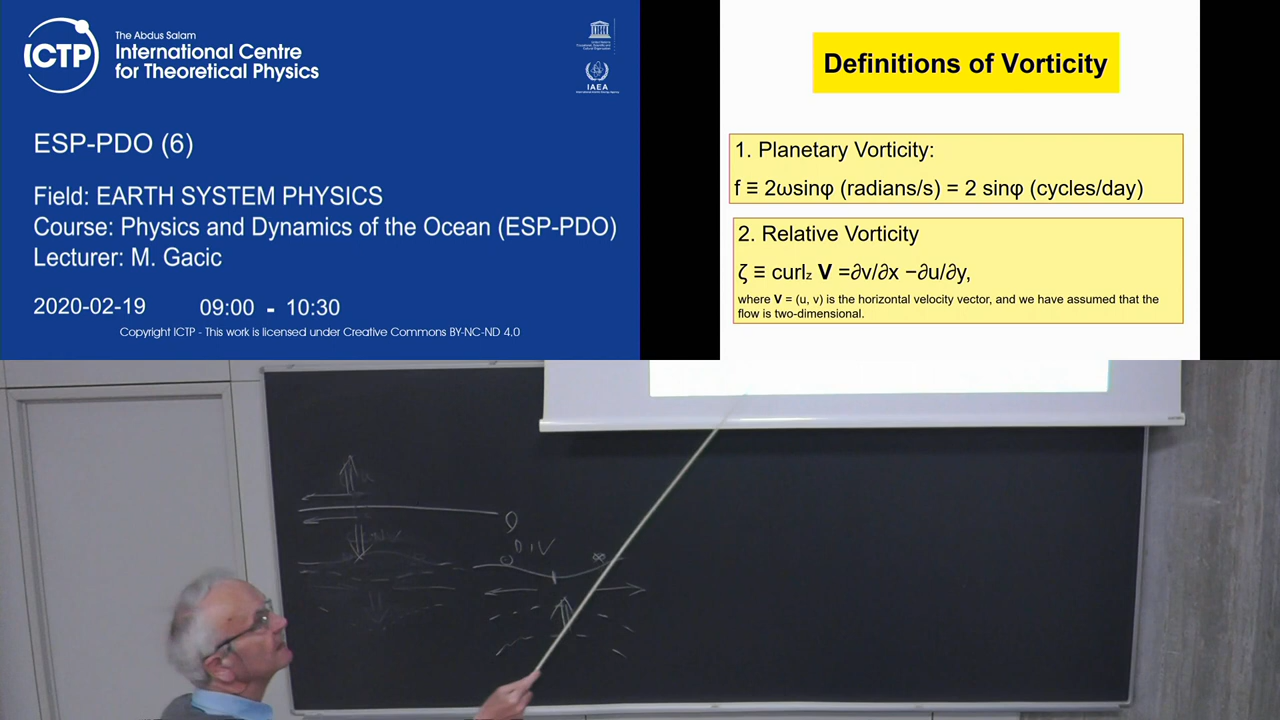 ICTP
The Abdus Salam
International Centre
for Theoretical Physics
IAEA
ESP-PDO (6)
Field: EARTH SYSTEM PHYSICS
Course: Physics and Dynamics of the Ocean (ESP-PDO)
Lecturer: M. Gacic
2020-02-19 09:00 - 10:30
Copyright ICTP - This work is licensed under Creative Commons BY-NC-ND 4.0
Definitions of Vorticity
1. Planetary Vorticity:
f ≡ 2ωsinφ (radians/s) = 2 sinφ (cycles/day)
2. Relative Vorticity
ζ ≡ curlz V =∂v/∂x −∂u/∂y,
where V = (u, v) is the horizontal velocity vector, and we have assumed that the
flow is two-dimensional.
DIV